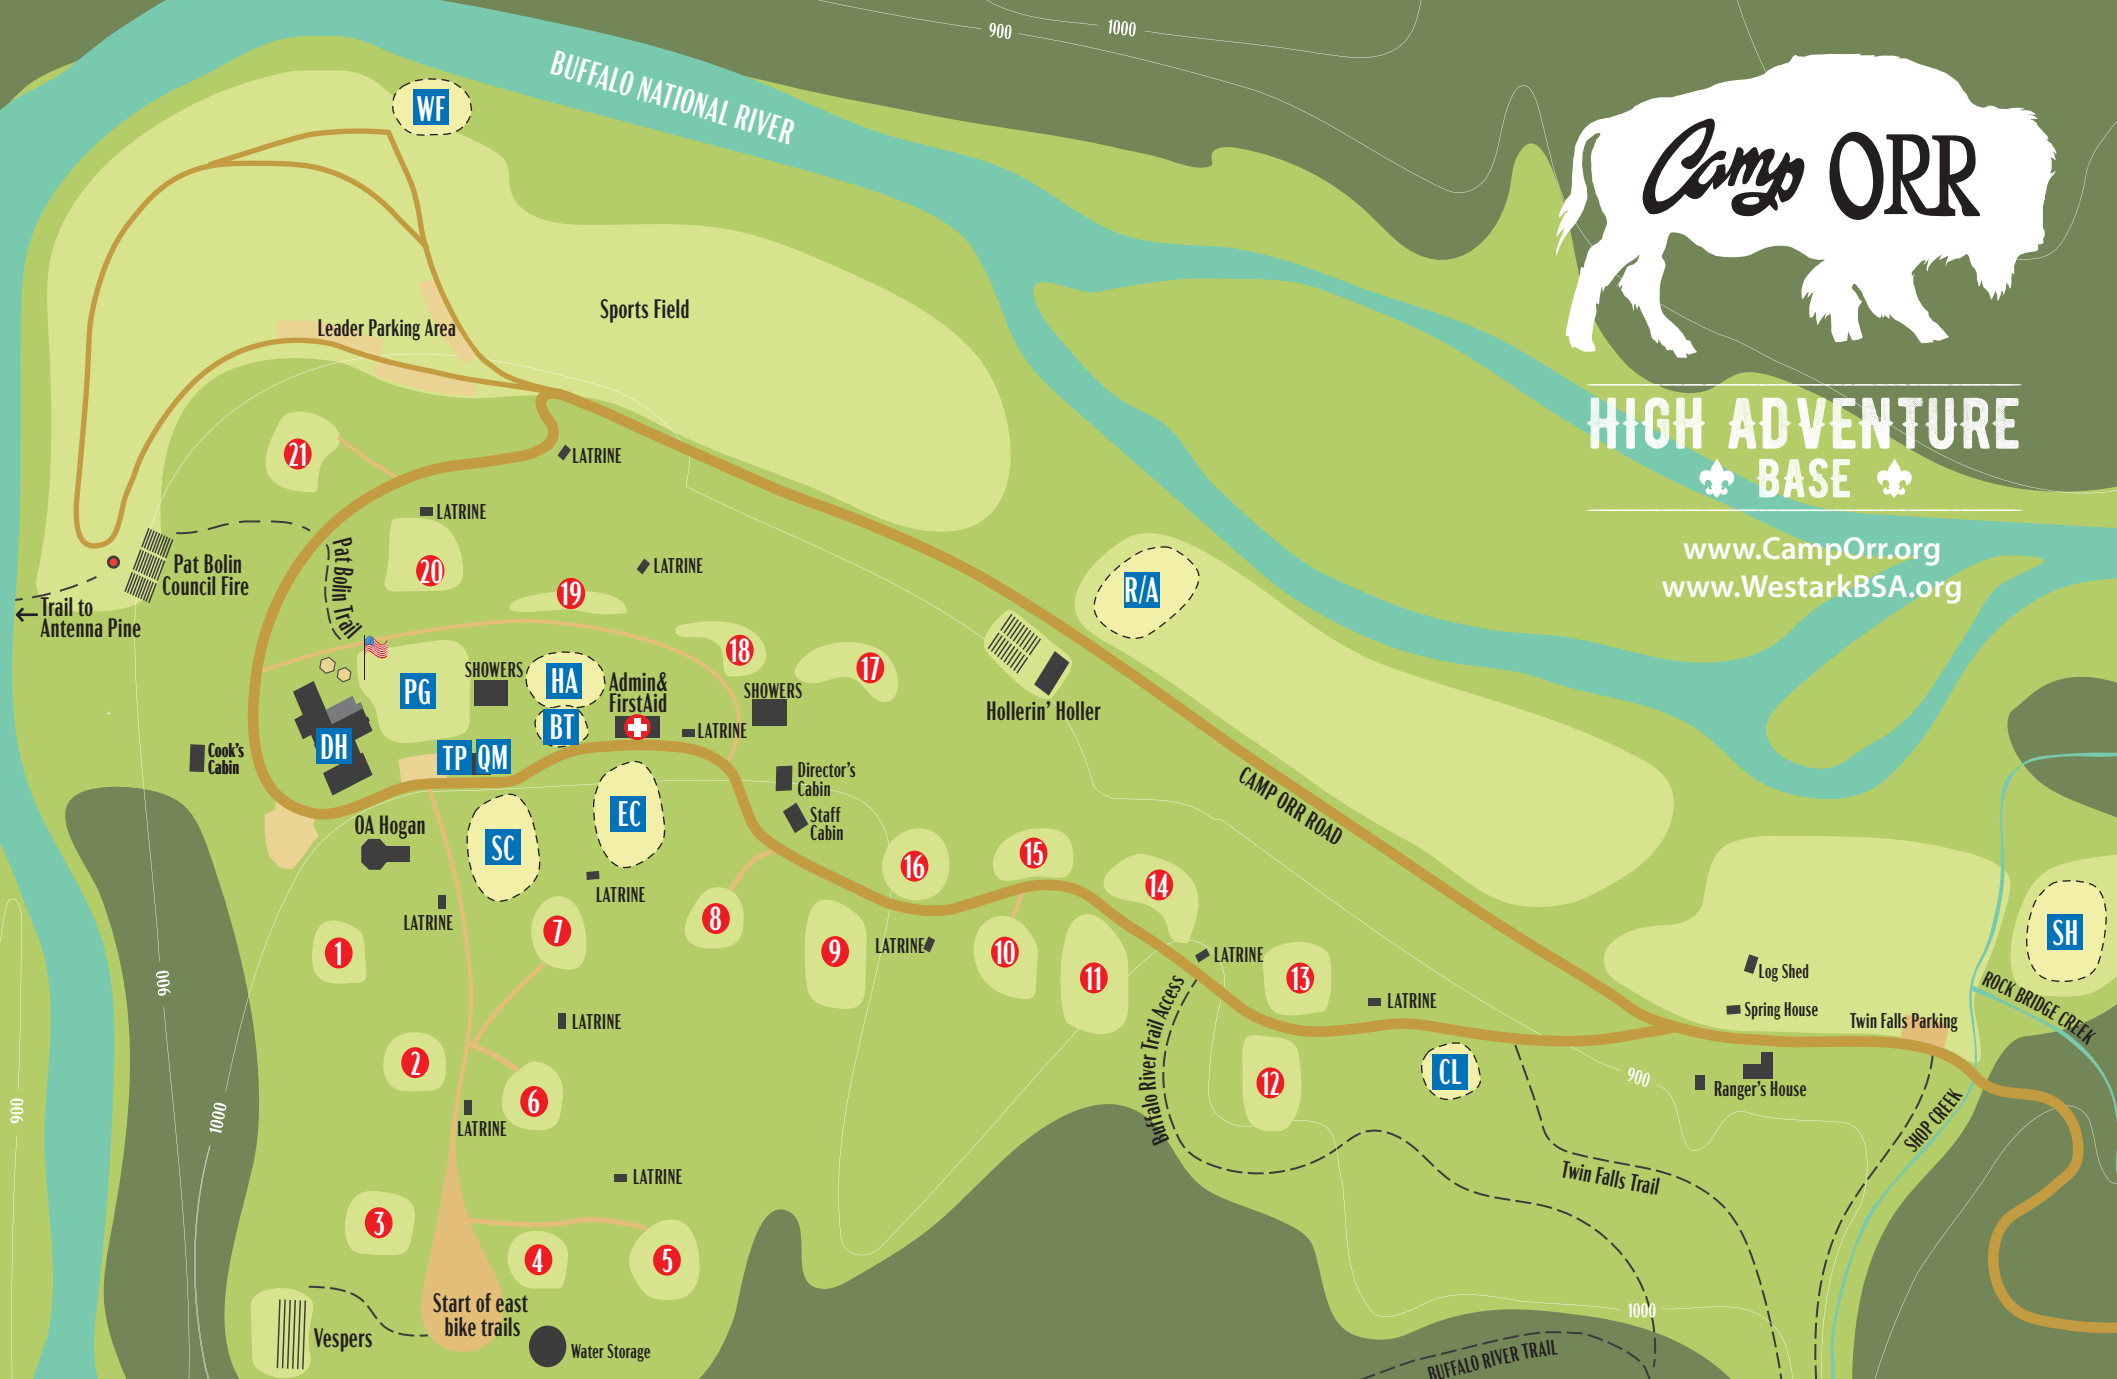 900
1000
BUFFALO NATIONAL RIVER
WF
Camp ORR
HIGH ADVENTURE
BASE
www.CampOrr.org
www.WestarkBSA.org
Sports Field
Leader Parking Area
21
LATRINE
LATRINE
Pat Bolin
Council Fire
Pat Bolin Trail
20
LATRINE
19
R/A
Trail to
Antenna Pine
18
17
SHOWERS
HA
Admin&
FirstAid
PG
SHOWERS
Hollerin' Holler
BT
LATRINE
DH
TP
QM
Cook's
Cabin
Director's
Cabin
EC
Staff
Cabin
CAMP ORR ROAD
OA Hogan
SC
16
15
14
LATRINE
LATRINE
7
8
9
LATRINE
10
11
LATRINE
13
SH
1
900
Log Shed
ROCK BRIDGE CREEK
LATRINE
Spring House
Twin Falls Parking
LATRINE
2
6
Buffalo River Trail Access
12
CL
900
Ranger's House
900
1000
LATRINE
SHOP CREEK
LATRINE
Twin Falls Trail
3
4
5
Start of east
bike trails
1000
Vespers
Water Storage
BUFFALO RIVER TRAIL